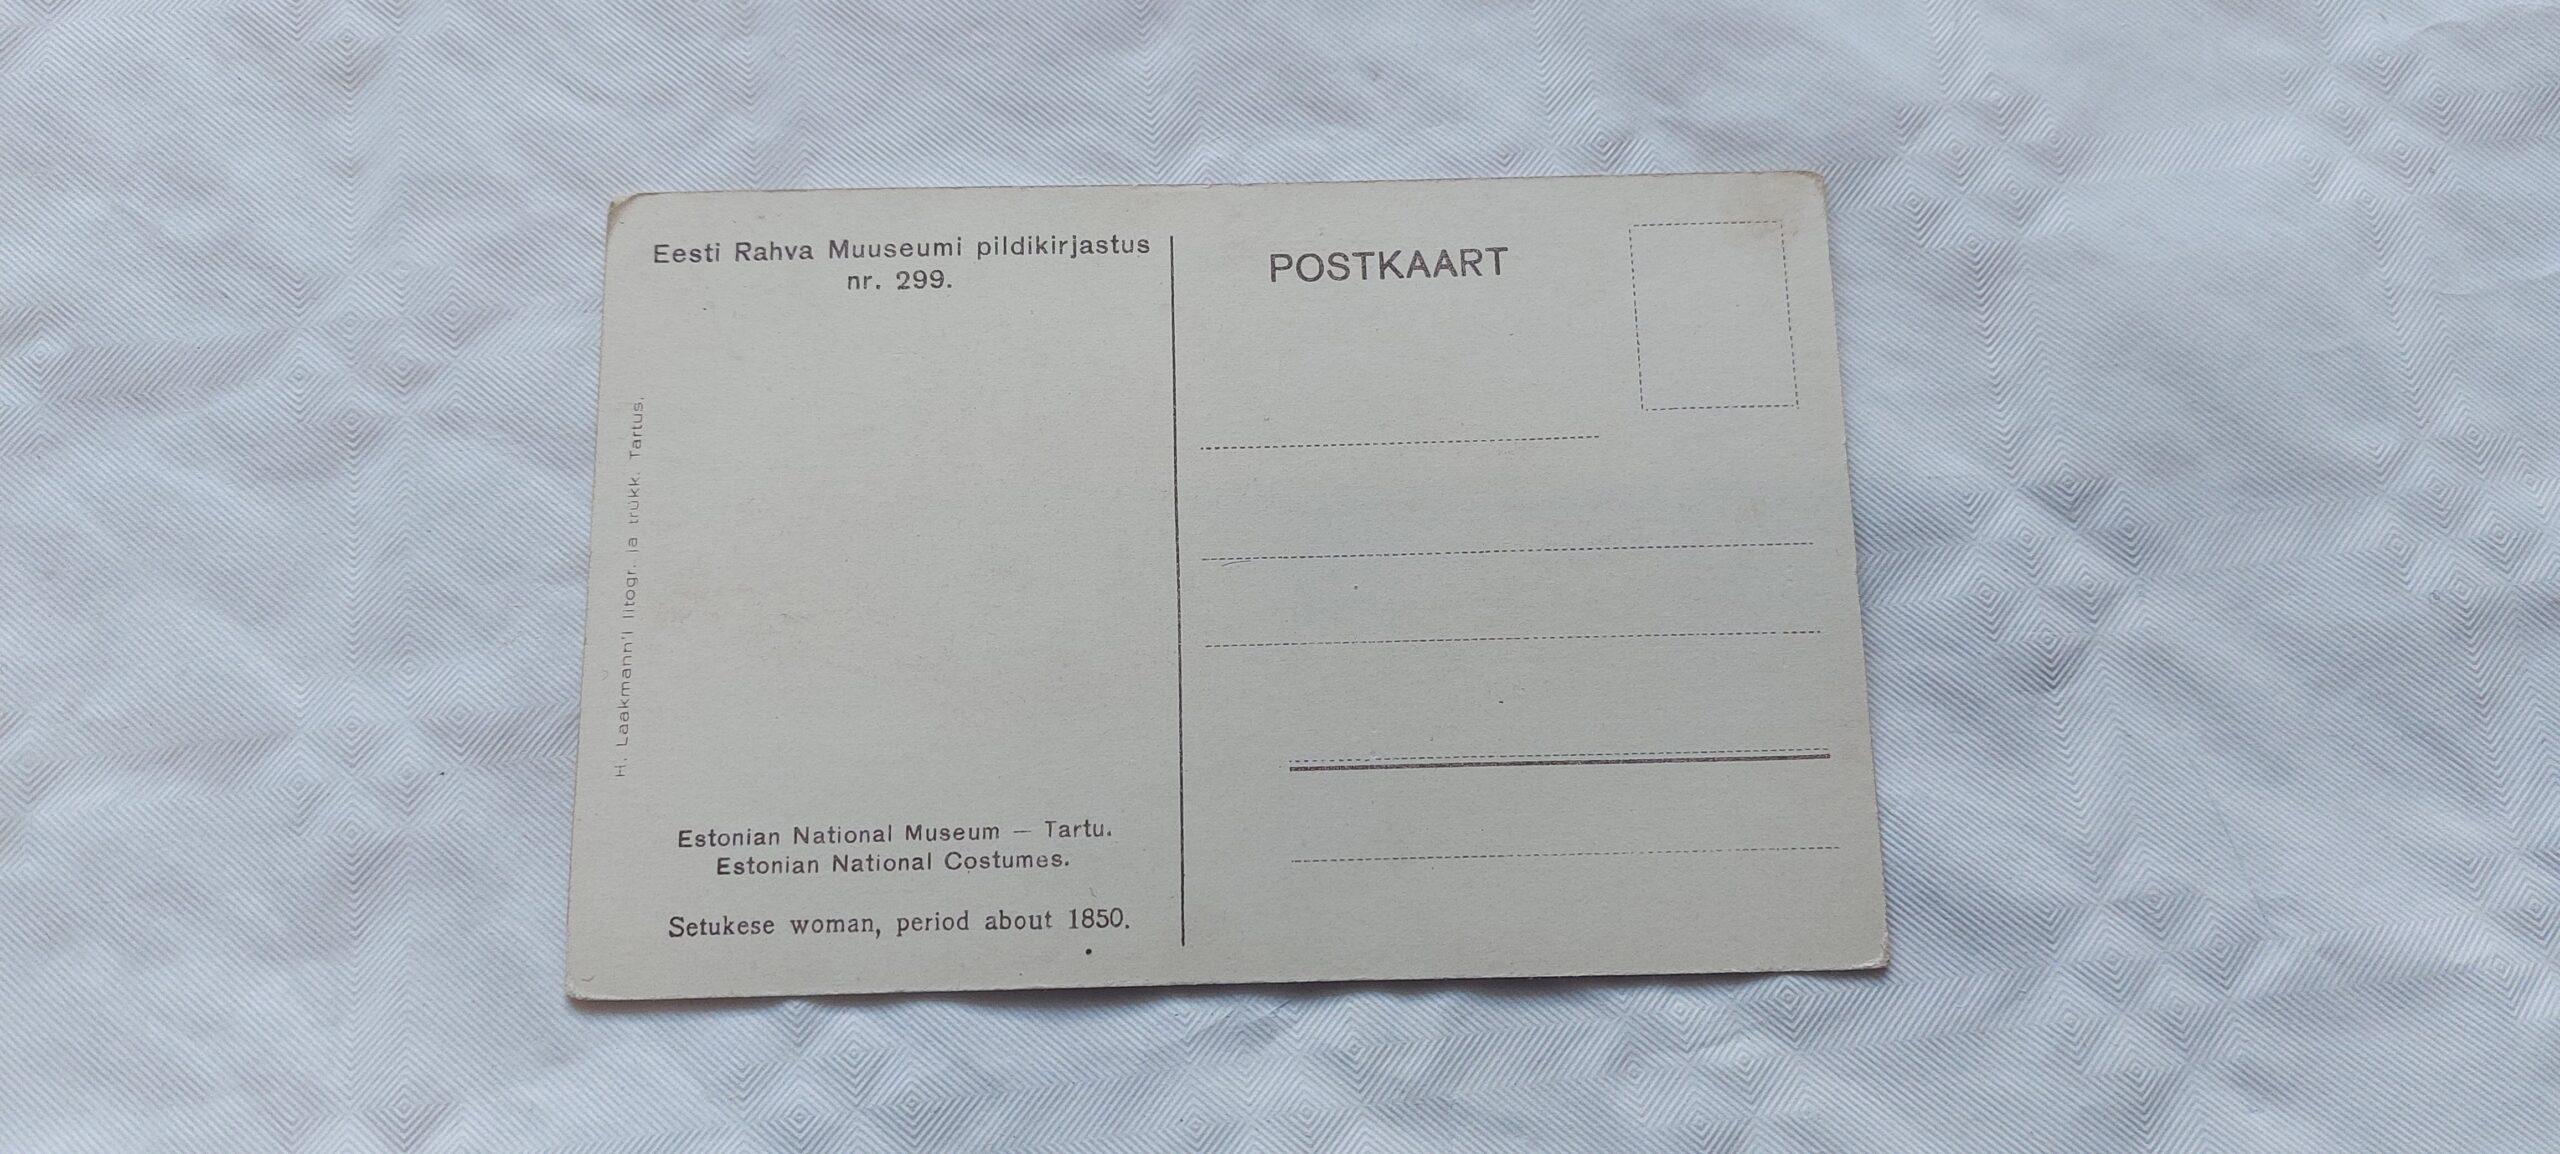 Eesti Rahva Muuseumi pildikirjastus
nr. 299.
H. Laakmann'i litogr. ja trükk. Tartus.
Estonian National Museum — Tartu.
Estonian National Costumes.
Setukese woman, period about 1850.
POSTKAART